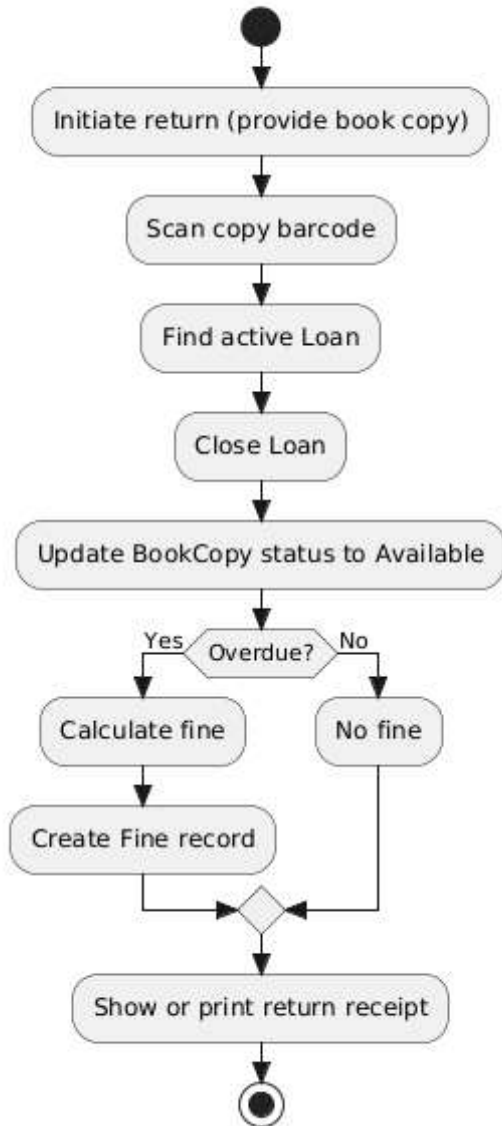 Initiate return (provide book copy)
Scan copy barcode
Find active Loan
Close Loan
Update BookCopy status to Available
Yes
Overdue?
No
Calculate fine
No fine
Create Fine record
Show or print return receipt